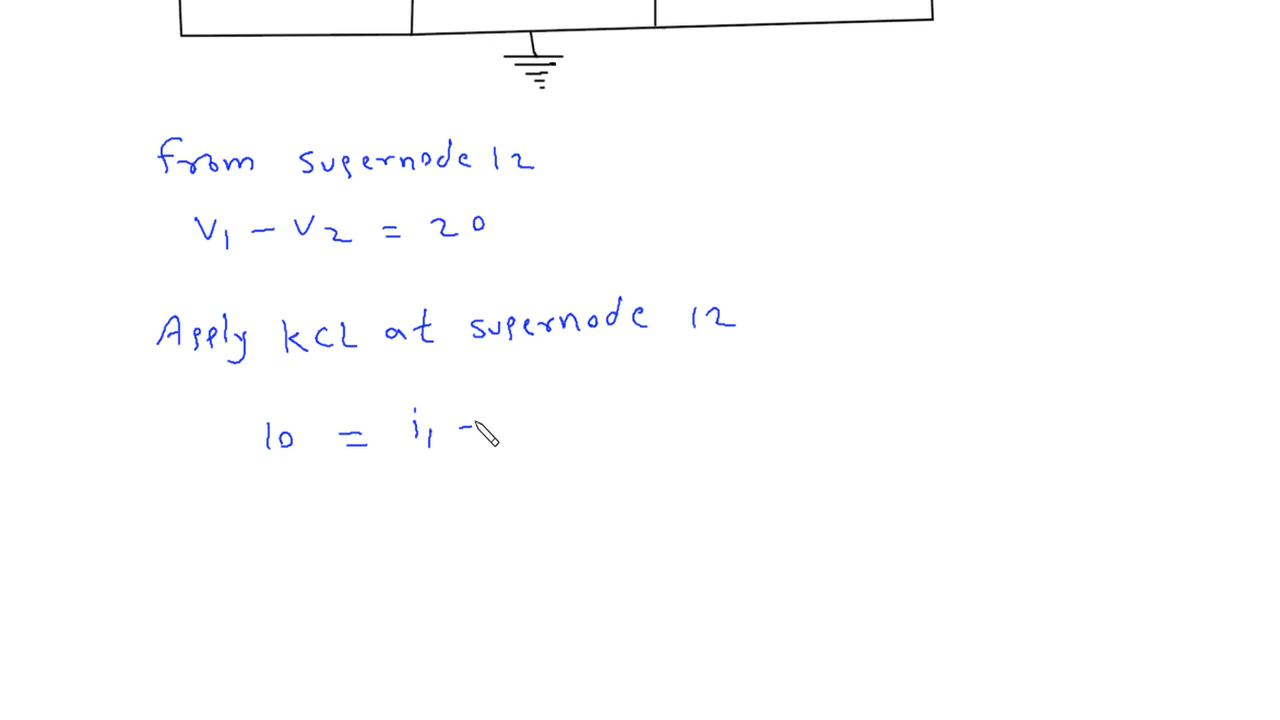 from supernode 12
V₁ - V₂ = 20
Apply KCL at supernode 12
10 = i₁ -